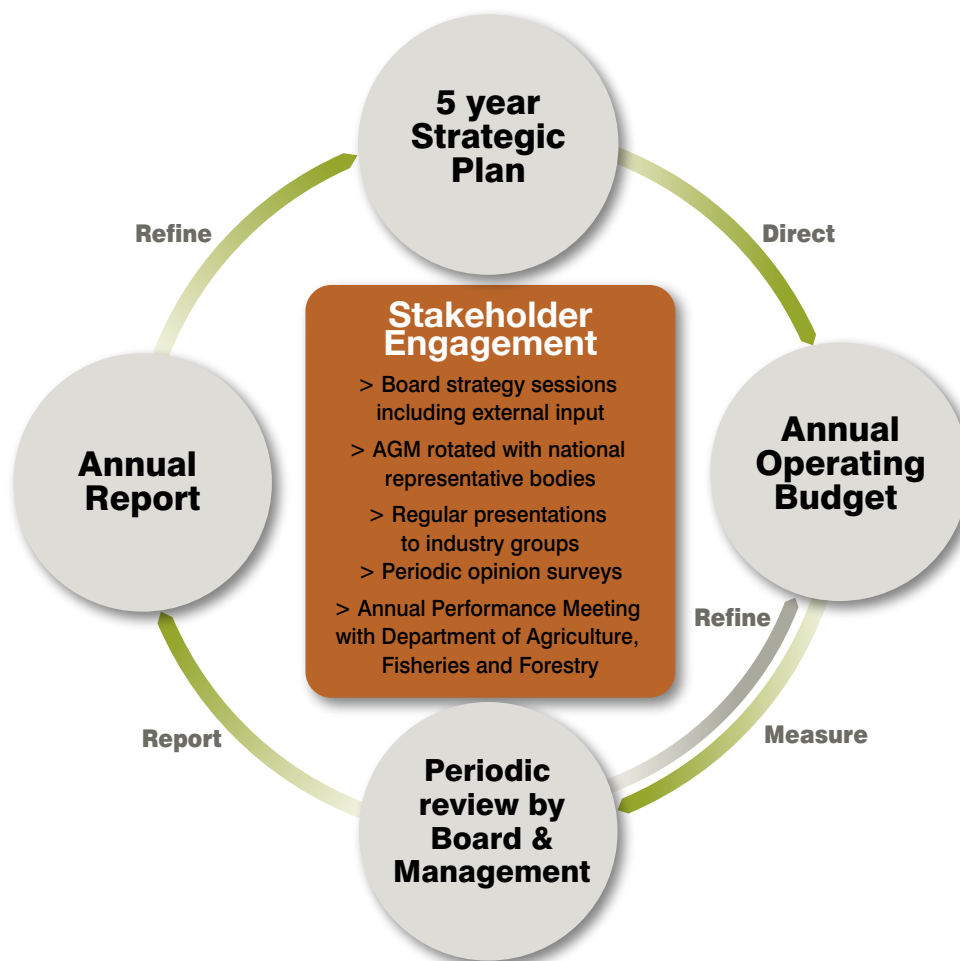 5 year
Strategic
Plan
Refine
Direct
Stakeholder
Engagement
> Board strategy sessions
including external input
> AGM rotated with national
representative bodies
> Regular presentations
to industry groups
> Periodic opinion surveys
> Annual Performance Meeting
with Department of Agriculture,
Fisheries and Forestry
Annual
Report
Annual
Operating
Budget
Refine
Report
Measure
Periodic
review by
Board &
Management